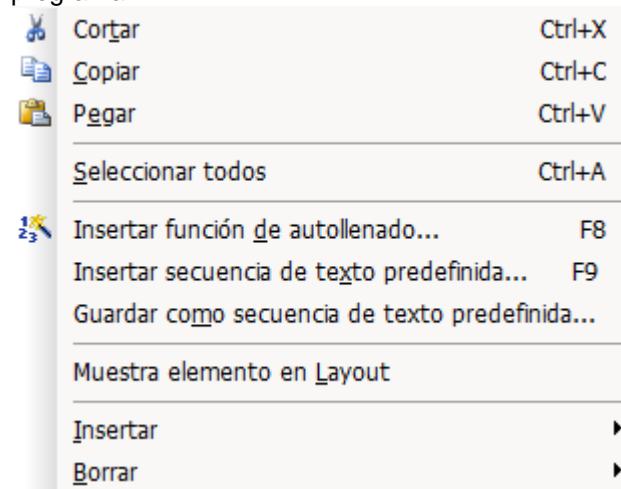 Cortar Ctrl+X
Copiar Ctrl+C
Pegar Ctrl+V
Seleccionar todos Ctrl+A
Insertar función de autollenado... F8
Insertar secuencia de texto predefinida... F9
Guardar como secuencia de texto predefinida...
Muestra elemento en Layout
Insertar
Borrar